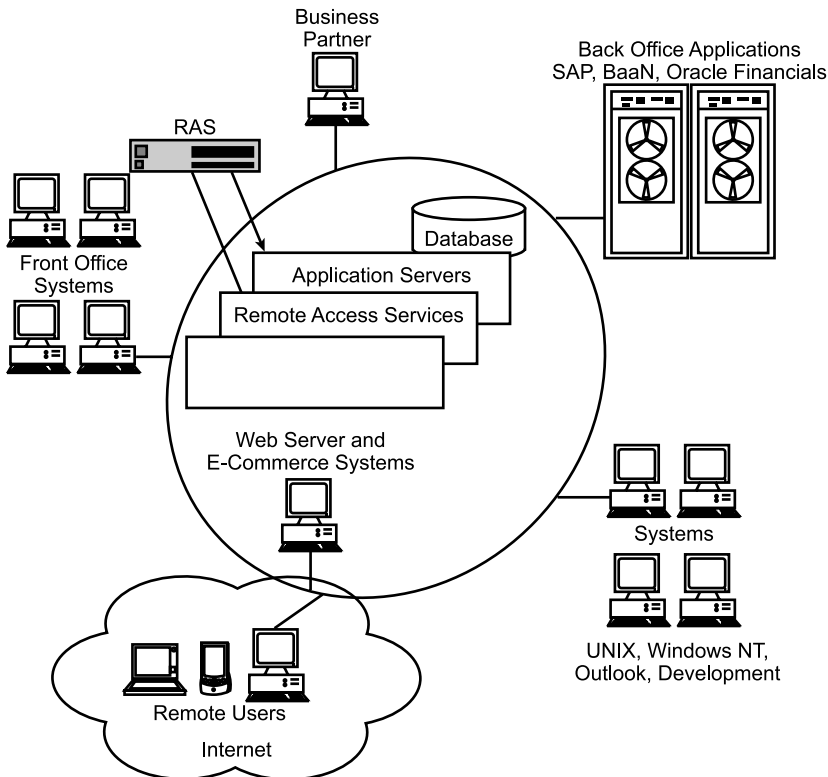 Business
Partner
Back Office Applications
SAP, BaaN, Oracle Financials
RAS
Database
Front Office
Systems
Application Servers
Remote Access Services
Web Server and
E-Commerce Systems
Systems
UNIX, Windows NT,
Outlook, Development
Remote Users
Internet